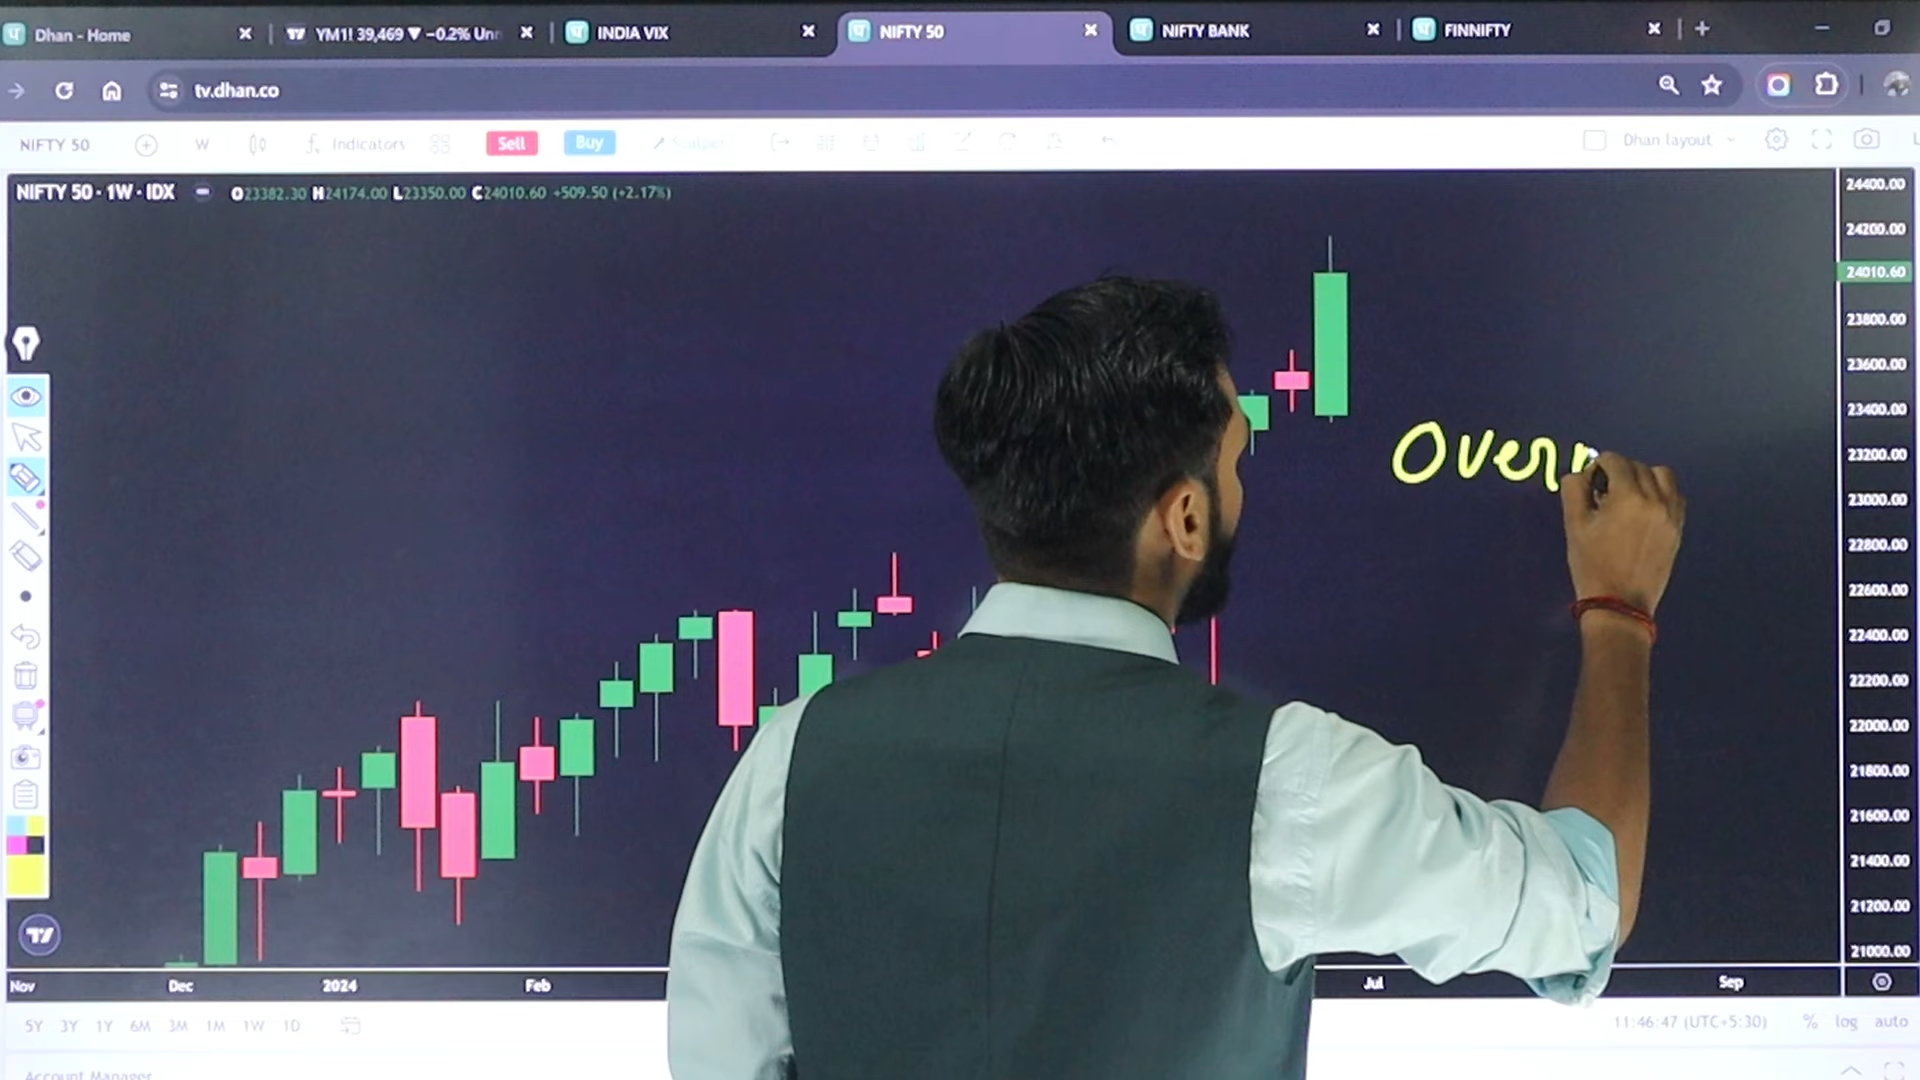 Dhan - Home
YM1! 39,469 ▼ −0.2% Unn
INDIA VIX
NIFTY 50
NIFTY BANK
FINNIFTY
tv.dhan.co
NIFTY 50
W
Indicators
Sell
Buy
Scalper
Dhan layout
NIFTY 50 · 1W · IDX
O23382.30 H24174.00 L23350.00 C24010.60 +509.50 (+2.17%)
24400.00
24200.00
24010.60
23800.00
23600.00
23400.00
23200.00
23000.00
22800.00
22600.00
22400.00
22200.00
22000.00
21800.00
21600.00
21400.00
21200.00
21000.00
Over
Nov Dec 2024 Feb Jul Sep
5Y 3Y 1Y 6M 3M 1M 1W 1D
11:46:47 (UTC+5:30) % log auto
Account Manager